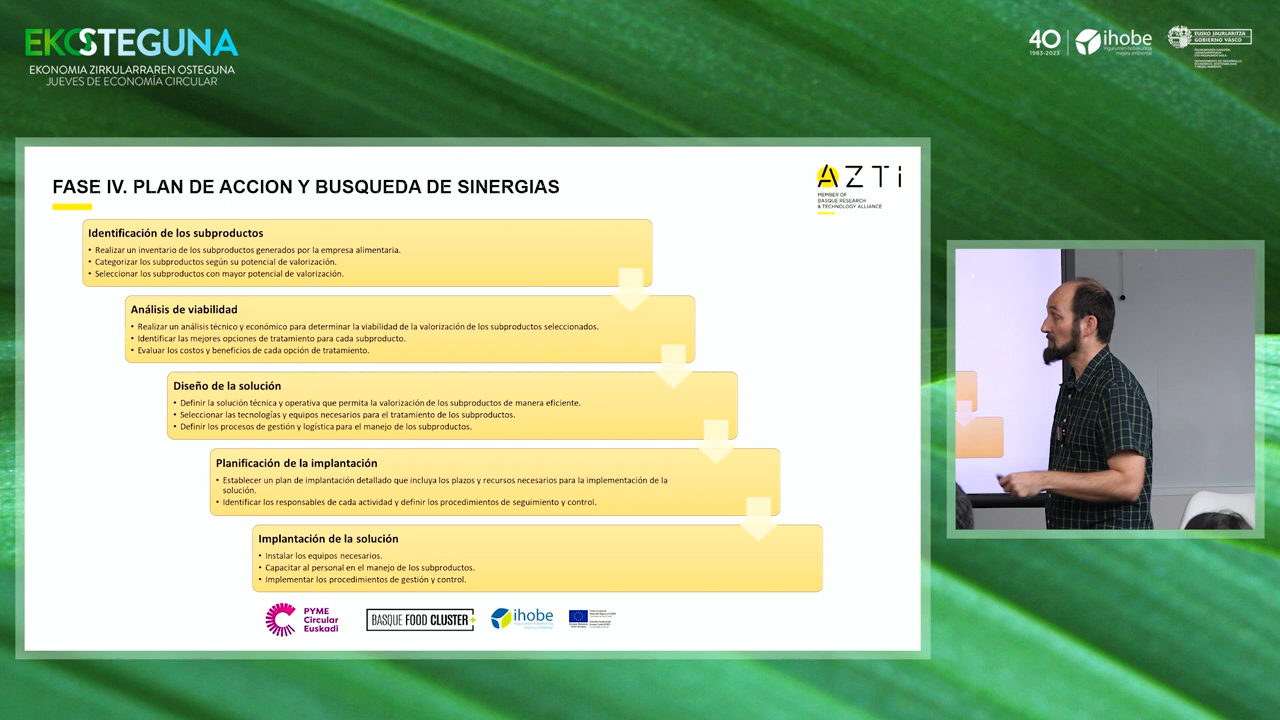 EKOSTEGUNA
EKONOMIA ZIRKULARRAREN OSTEGUNA
JUEVES DE ECONOMÍA CIRCULAR
40
1983-2023
ihobe
ingurumen hobekuntza
mejora ambiental
EUSKO JAURLARITZA
GOBIERNO VASCO
FASE IV. PLAN DE ACCION Y BUSQUEDA DE SINERGIAS
AZTi
MEMBER OF
BASQUE RESEARCH
& TECHNOLOGY ALLIANCE
Identificación de los subproductos
• Realizar un inventario de los subproductos generados por la empresa alimentaria.
• Categorizar los subproductos según su potencial de valorización.
• Seleccionar los subproductos con mayor potencial de valorización.
Análisis de viabilidad
• Realizar un análisis técnico y económico para determinar la viabilidad de la valorización de los subproductos seleccionados.
• Identificar las mejores opciones de tratamiento para cada subproducto.
• Evaluar los costos y beneficios de cada opción de tratamiento.
Diseño de la solución
• Definir la solución técnica y operativa que permita la valorización de los subproductos de manera eficiente.
• Seleccionar las tecnologías y equipos necesarios para el tratamiento de los subproductos.
• Definir los procesos de gestión y logística para el manejo de los subproductos.
Planificación de la implantación
• Establecer un plan de implantación detallado que incluya los plazos y recursos necesarios para la implementación de la
solución.
• Identificar los responsables de cada actividad y definir los procedimientos de seguimiento y control.
Implantación de la solución
• Instalar los equipos necesarios.
• Capacitar al personal en el manejo de los subproductos.
• Implementar los procedimientos de gestión y control.
PYME
Circular
Euskadi
BASQUE FOOD CLUSTER+
ihobe